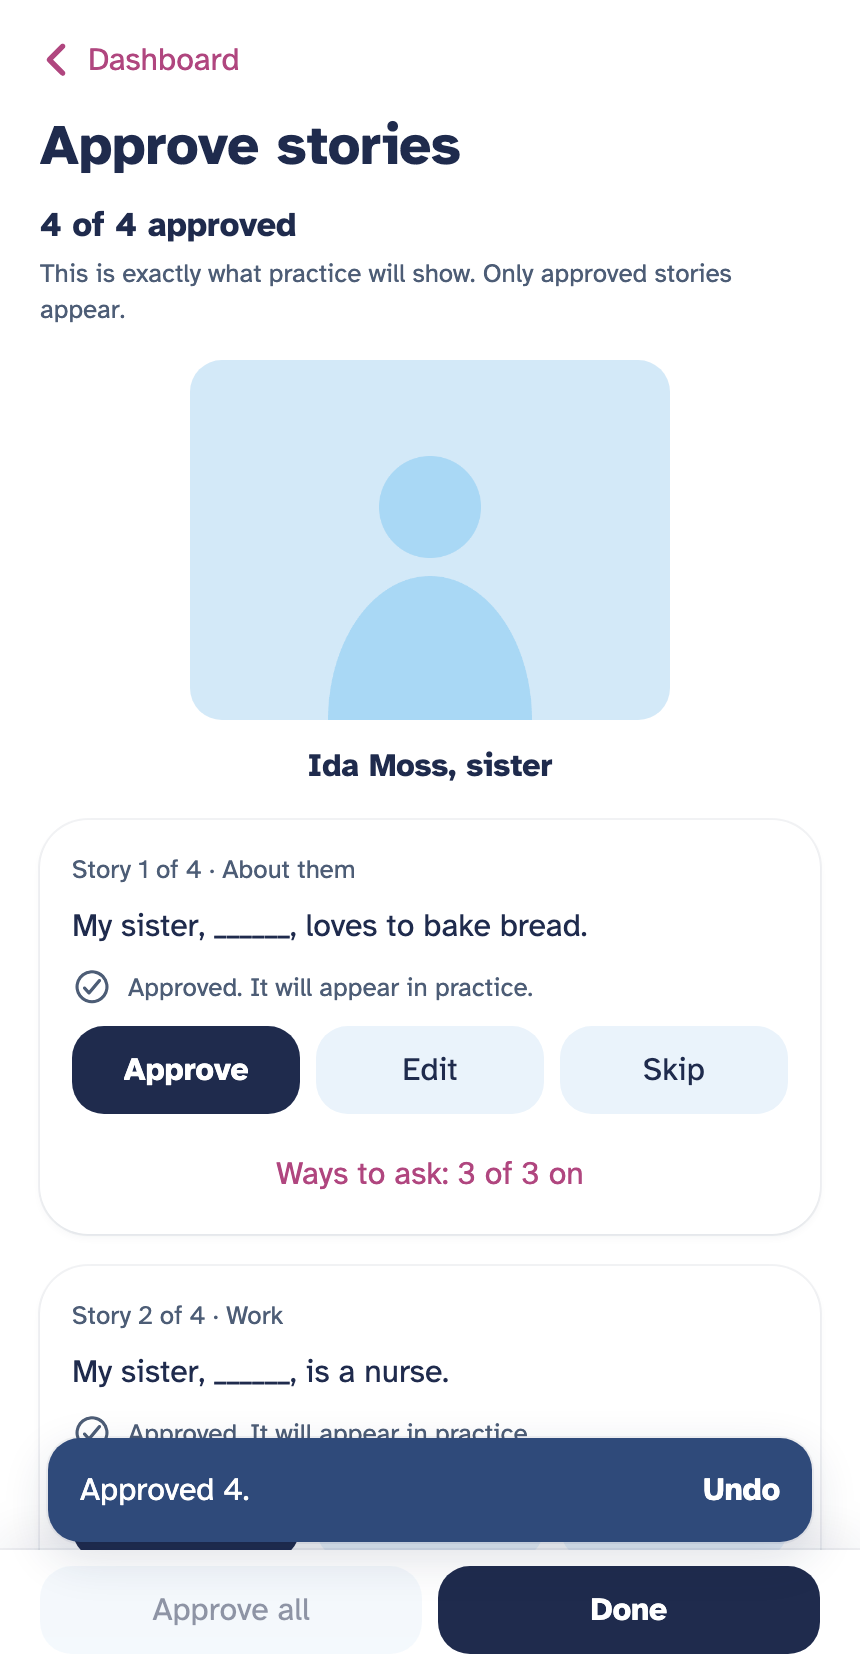 Dashboard
Approve stories
4 of 4 approved
This is exactly what practice will show. Only approved stories
appear.
Ida Moss, sister
Story 1 of 4 · About them
My sister, ______, loves to bake bread.
Approved. It will appear in practice.
Approve
Edit
Skip
Ways to ask: 3 of 3 on
Story 2 of 4 · Work
My sister, ______, is a nurse.
Approved. It will appear in practice.
Approved 4.
Undo
Approve all
Done